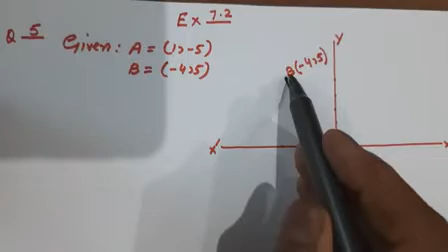 Ex 7.2
Q 5 Given: A = (1, -5)
B = (-4, 5)
B(-4, 5)
Y
X'
X